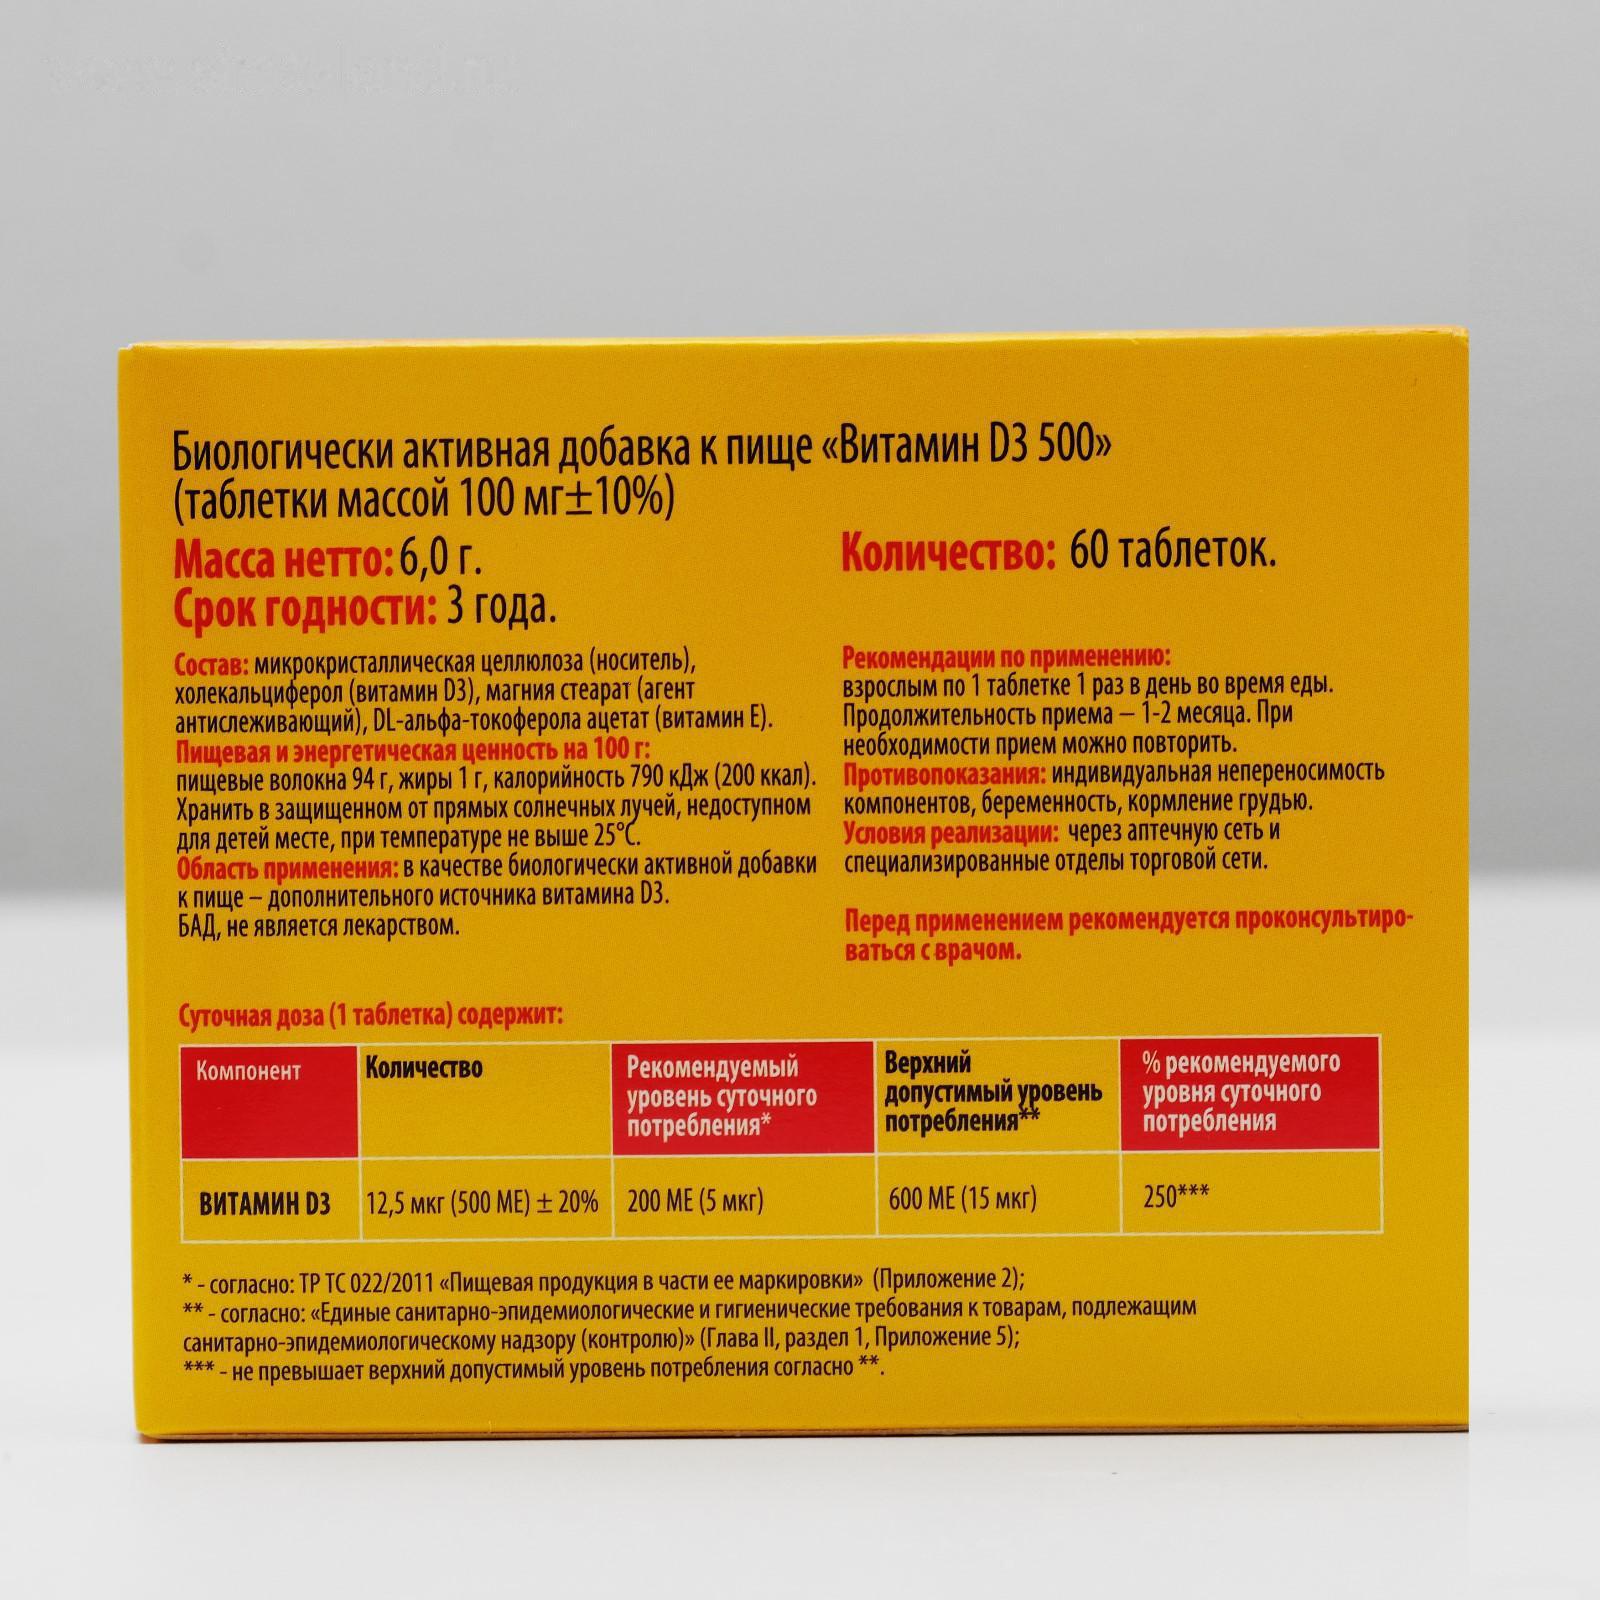 Биологически активная добавка к пище «Витамин D3 500»
(таблетки массой 100 мг±10%)
Масса нетто: 6,0 г.
Срок годности: 3 года.
Количество: 60 таблеток.
Состав: микрокристаллическая целлюлоза (носитель),
холекальциферол (витамин D3), магния стеарат (агент
антислеживающий), DL-альфа-токоферола ацетат (витамин Е).
Пищевая и энергетическая ценность на 100 г:
пищевые волокна 94 г, жиры 1 г, калорийность 790 кДж (200 ккал).
Хранить в защищенном от прямых солнечных лучей, недоступном
для детей месте, при температуре не выше 25°С.
Область применения: в качестве биологически активной добавки
к пище – дополнительного источника витамина D3.
БАД, не является лекарством.
Рекомендации по применению:
взрослым по 1 таблетке 1 раз в день во время еды.
Продолжительность приема – 1-2 месяца. При
необходимости прием можно повторить.
Противопоказания: индивидуальная непереносимость
компонентов, беременность, кормление грудью.
Условия реализации: через аптечную сеть и
специализированные отделы торговой сети.
Перед применением рекомендуется проконсультиро-
ваться с врачом.
Суточная доза (1 таблетка) содержит:
Компонент
Количество
Рекомендуемый
уровень суточного
потребления*
Верхний
допустимый уровень
потребления**
% рекомендуемого
уровня суточного
потребления
ВИТАМИН D3
12,5 мкг (500 МЕ) ± 20%
200 МЕ (5 мкг)
600 МЕ (15 мкг)
250***
* - согласно: ТР ТС 022/2011 «Пищевая продукция в части ее маркировки» (Приложение 2);
** - согласно: «Единые санитарно-эпидемиологические и гигиенические требования к товарам, подлежащим
санитарно-эпидемиологическому надзору (контролю)» (Глава II, раздел 1, Приложение 5);
*** - не превышает верхний допустимый уровень потребления согласно **.